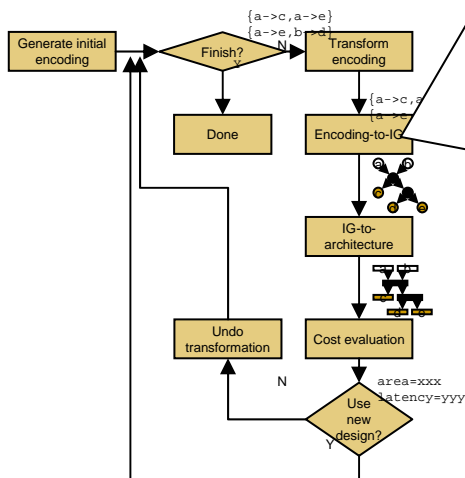 {a->c,a->e}
{a->e,b->d}
Generate initial
encoding
Finish?
N
Y
Transform
encoding
{a->c,a
{a->e
Done
Encoding-to-IG
a b
c
d e
IG-to-
architecture
a b
c
d e
Undo
transformation
Cost evaluation
N
area=xxx
latency=yyy
Use
new
design?
Y